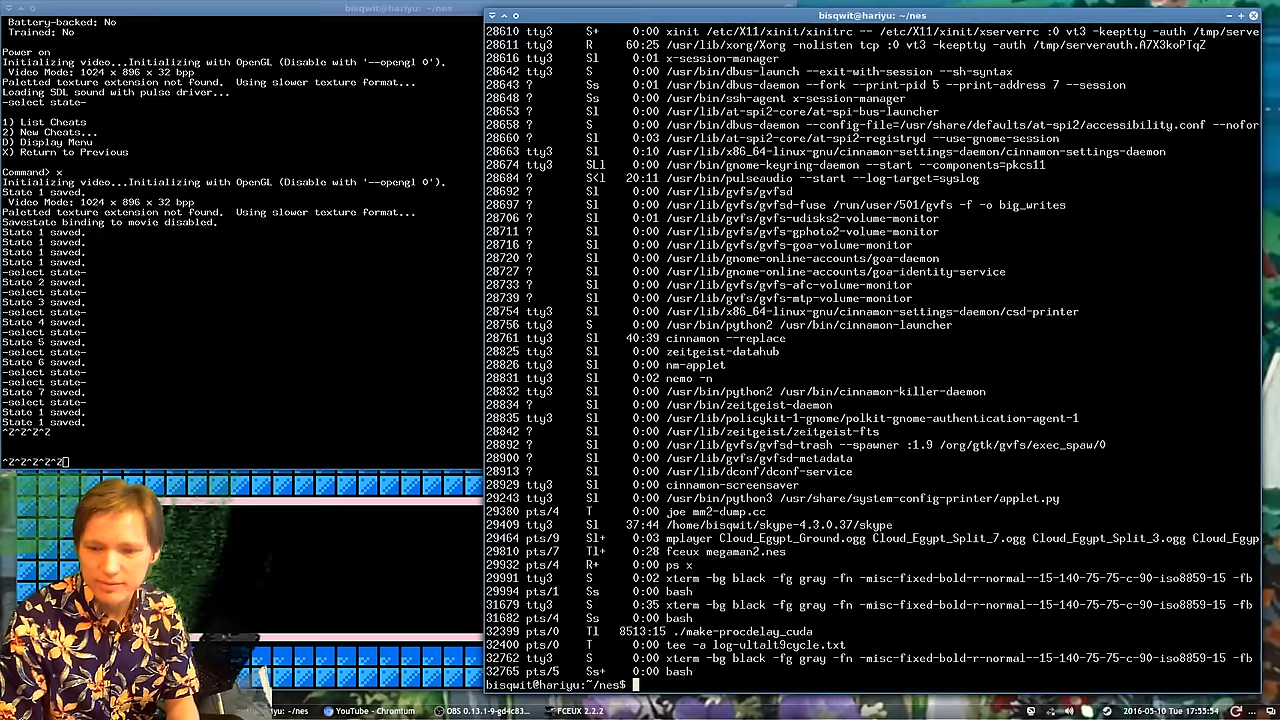 bisqwit@hariyu: ~/nes
Battery-backed: No
Trained: No
Power on
Initializing video...Initializing with OpenGL (Disable with '--opengl 0').
Video Mode: 1024 x 896 x 32 bpp
Paletted texture extension not found.  Using slower texture format...
Loading SDL sound with pulse driver...
-select state-
1) List Cheats
2) New Cheats...
D) Display Menu
X) Return to Previous
Command> x
Initializing video...Initializing with OpenGL (Disable with '--opengl 0').
State 1 saved.
Video Mode: 1024 x 896 x 32 bpp
Paletted texture extension not found.  Using slower texture format...
Savestate binding to movie disabled.
State 1 saved.
State 1 saved.
State 1 saved.
State 1 saved.
-select state-
State 2 saved.
-select state-
State 3 saved.
-select state-
State 4 saved.
-select state-
State 5 saved.
-select state-
State 6 saved.
-select state-
-select state-
State 7 saved.
-select state-
State 1 saved.
State 1 saved.
^Z^Z^Z^Z
^Z^Z^Z^Z^Z
bisqwit@hariyu: ~/nes
28610 tty3     S+     0:00 xinit /etc/X11/xinit/xinitrc -- /etc/X11/xinit/xserverrc :0 vt3 -keeptty -auth /tmp/serve
28611 tty3     R     60:25 /usr/lib/xorg/Xorg -nolisten tcp :0 vt3 -keeptty -auth /tmp/serverauth.A7X3koPTqZ
28616 tty3     Sl     0:01 x-session-manager
28642 tty3     S      0:00 /usr/bin/dbus-launch --exit-with-session --sh-syntax
28643 ?        Ss     0:01 /usr/bin/dbus-daemon --fork --print-pid 5 --print-address 7 --session
28648 ?        Ss     0:00 /usr/bin/ssh-agent x-session-manager
28653 ?        Sl     0:00 /usr/lib/at-spi2-core/at-spi-bus-launcher
28658 ?        S      0:00 /usr/bin/dbus-daemon --config-file=/usr/share/defaults/at-spi2/accessibility.conf --nofor
28660 ?        Sl     0:03 /usr/lib/at-spi2-core/at-spi2-registryd --use-gnome-session
28663 tty3     Sl     0:10 /usr/lib/x86_64-linux-gnu/cinnamon-settings-daemon/cinnamon-settings-daemon
28674 tty3     SLl    0:00 /usr/bin/gnome-keyring-daemon --start --components=pkcs11
28684 ?        S<l   20:11 /usr/bin/pulseaudio --start --log-target=syslog
28692 ?        Sl     0:00 /usr/lib/gvfs/gvfsd
28697 ?        Sl     0:00 /usr/lib/gvfs/gvfsd-fuse /run/user/501/gvfs -f -o big_writes
28706 ?        Sl     0:01 /usr/lib/gvfs/gvfs-udisks2-volume-monitor
28711 ?        Sl     0:00 /usr/lib/gvfs/gvfs-gphoto2-volume-monitor
28716 ?        Sl     0:00 /usr/lib/gvfs/gvfs-goa-volume-monitor
28720 ?        Sl     0:00 /usr/lib/gnome-online-accounts/goa-daemon
28727 ?        Sl     0:00 /usr/lib/gnome-online-accounts/goa-identity-service
28733 ?        Sl     0:00 /usr/lib/gvfs/gvfs-afc-volume-monitor
28739 ?        Sl     0:00 /usr/lib/gvfs/gvfs-mtp-volume-monitor
28754 tty3     Sl     0:00 /usr/lib/x86_64-linux-gnu/cinnamon-settings-daemon/csd-printer
28756 tty3     S      0:00 /usr/bin/python2 /usr/bin/cinnamon-launcher
28761 tty3     Sl    40:39 cinnamon --replace
28825 tty3     Sl     0:00 zeitgeist-datahub
28826 tty3     Sl     0:00 nm-applet
28831 tty3     Sl     0:02 nemo -n
28832 tty3     Sl     0:00 /usr/bin/python2 /usr/bin/cinnamon-killer-daemon
28834 ?        Sl     0:00 /usr/bin/zeitgeist-daemon
28835 tty3     Sl     0:00 /usr/lib/policykit-1-gnome/polkit-gnome-authentication-agent-1
28842 ?        Sl     0:00 /usr/lib/zeitgeist/zeitgeist-fts
28892 ?        Sl     0:00 /usr/lib/gvfs/gvfsd-trash --spawner :1.9 /org/gtk/gvfs/exec_spaw/0
28900 ?        Sl     0:00 /usr/lib/gvfs/gvfsd-metadata
28913 ?        Sl     0:00 /usr/lib/dconf/dconf-service
28929 tty3     Sl     0:00 cinnamon-screensaver
29243 tty3     Sl     0:00 /usr/bin/python3 /usr/share/system-config-printer/applet.py
29380 pts/4    T      0:00 joe mm2-dump.cc
29409 tty3     Sl    37:44 /home/bisqwit/skype-4.3.0.37/skype
29464 pts/9    Sl+    0:03 mplayer Cloud_Egypt_Ground.ogg Cloud_Egypt_Split_7.ogg Cloud_Egypt_Split_3.ogg Cloud_Egyp
29810 pts/7    Tl+    0:28 fceux megaman2.nes
29932 pts/4    R+     0:00 ps x
29991 tty3     S      0:02 xterm -bg black -fg gray -fn -misc-fixed-bold-r-normal--15-140-75-75-c-90-iso8859-15 -fb
29994 pts/1    Ss     0:00 bash
31679 tty3     S      0:35 xterm -bg black -fg gray -fn -misc-fixed-bold-r-normal--15-140-75-75-c-90-iso8859-15 -fb
31682 pts/4    Ss     0:00 bash
32399 pts/0    Tl   8513:15 ./make-procdelay_cuda
32400 pts/0    T      0:00 tee -a log-ultalt9cycle.txt
32762 tty3     S      0:00 xterm -bg black -fg gray -fn -misc-fixed-bold-r-normal--15-140-75-75-c-90-iso8859-15 -fb
32765 pts/5    Ss+    0:00 bash
bisqwit@hariyu:~/nes$
iyu: ~/nes
YouTube - Chromium
OBS 0.13.1-9-gd4c83...
FCEUX 2.2.2
2016-05-10 Tue 17:55:54